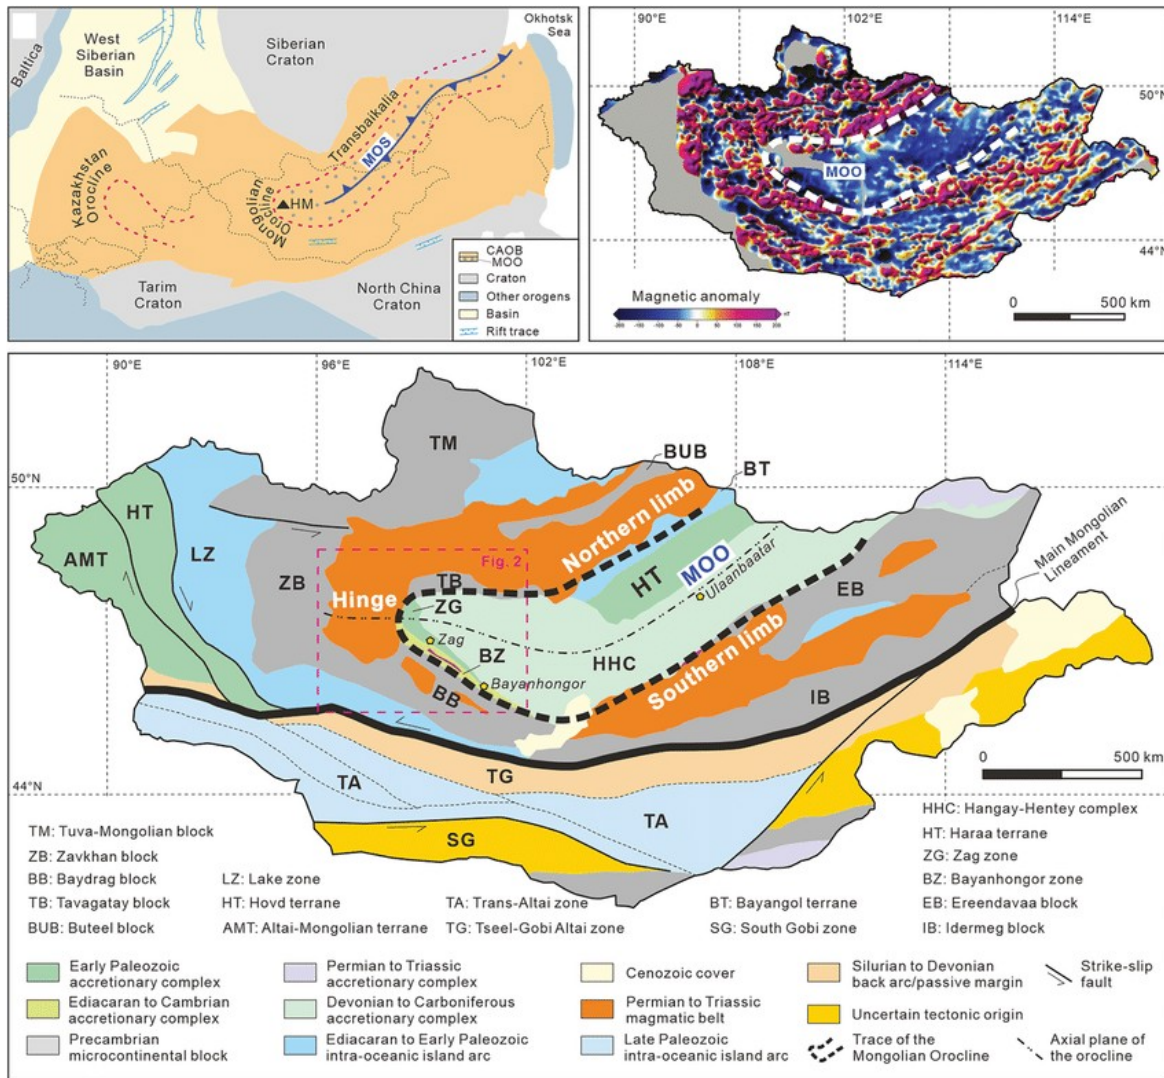 Baltica
West
Siberian
Basin
Siberian
Craton
Okhotsk
Sea
Transbaikalia
MOS
Kazakhstan
Orocline
Mongolian
Orocline
HM
Tarim
Craton
North China
Craton
CAOB
MOO
Craton
Other orogens
Basin
Rift trace
90°E
102°E
114°E
50°N
44°N
MOO
Magnetic anomaly
0
500 km
90°E
96°E
102°E
108°E
114°E
50°N
44°N
TM
BUB
BT
HT
AMT
LZ
ZB
Fig. 2
Northern limb
TB
Hinge
ZG
Zag
BZ
Bayanhongor
BB
HT
MOO
Ulaanbaatar
HHC
Southern limb
EB
IB
Main Mongolian
Lineament
TA
TG
TA
SG
0
500 km
TM: Tuva-Mongolian block
ZB: Zavkhan block
BB: Baydrag block
TB: Tavagatay block
BUB: Buteel block
LZ: Lake zone
HT: Hovd terrane
AMT: Altai-Mongolian terrane
TA: Trans-Altai zone
TG: Tseel-Gobi Altai zone
BT: Bayangol terrane
SG: South Gobi zone
HHC: Hangay-Hentey complex
HT: Haraa terrane
ZG: Zag zone
BZ: Bayanhongor zone
EB: Ereendavaa block
IB: Idermeg block
Early Paleozoic
accretionary complex
Ediacaran to Cambrian
accretionary complex
Precambrian
microcontinental block
Permian to Triassic
accretionary complex
Devonian to Carboniferous
accretionary complex
Ediacaran to Early Paleozoic
intra-oceanic island arc
Cenozoic cover
Permian to Triassic
magmatic belt
Late Paleozoic
intra-oceanic island arc
Silurian to Devonian
back arc/passive margin
Uncertain tectonic origin
Trace of the
Mongolian Orocline
Strike-slip
fault
Axial plane of
the orocline